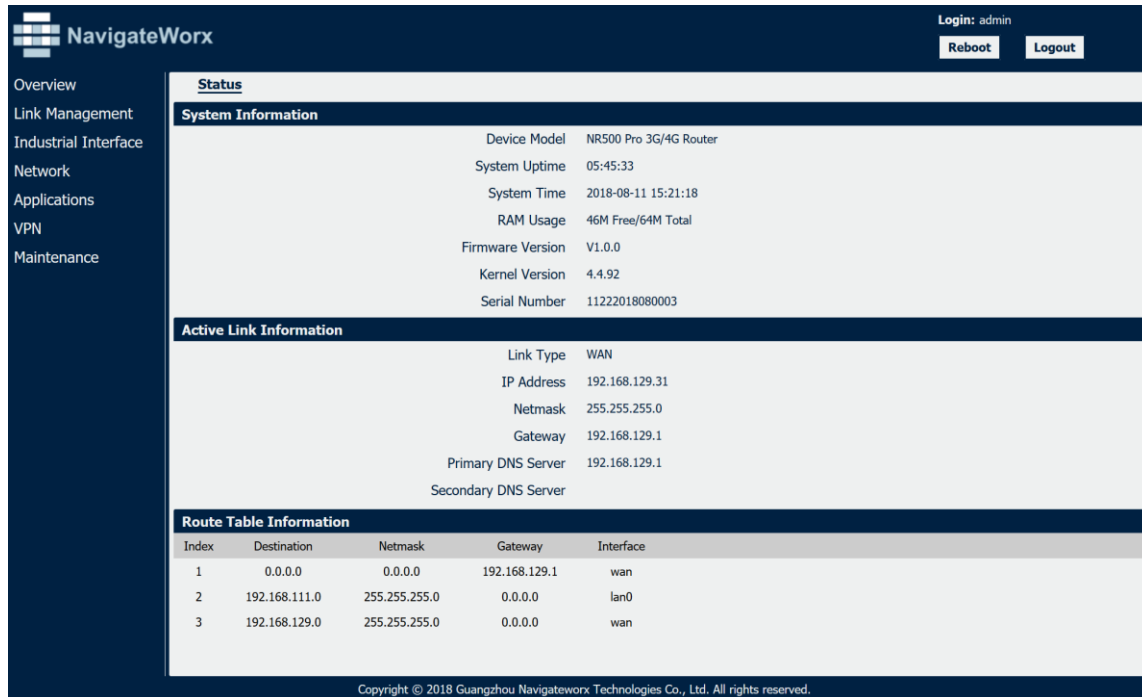 NavigateWorx
Login: admin
Reboot Logout
Overview
Link Management
Industrial Interface
Network
Applications
VPN
Maintenance
Status
System Information
Device Model NR500 Pro 3G/4G Router
System Uptime 05:45:33
System Time 2018-08-11 15:21:18
RAM Usage 46M Free/64M Total
Firmware Version V1.0.0
Kernel Version 4.4.92
Serial Number 11222018080003
Active Link Information
Link Type WAN
IP Address 192.168.129.31
Netmask 255.255.255.0
Gateway 192.168.129.1
Primary DNS Server 192.168.129.1
Secondary DNS Server
Route Table Information
Index Destination Netmask Gateway Interface
1 0.0.0.0 0.0.0.0 192.168.129.1 wan
2 192.168.111.0 255.255.255.0 0.0.0.0 lan0
3 192.168.129.0 255.255.255.0 0.0.0.0 wan
Copyright © 2018 Guangzhou Navigateworx Technologies Co., Ltd. All rights reserved.